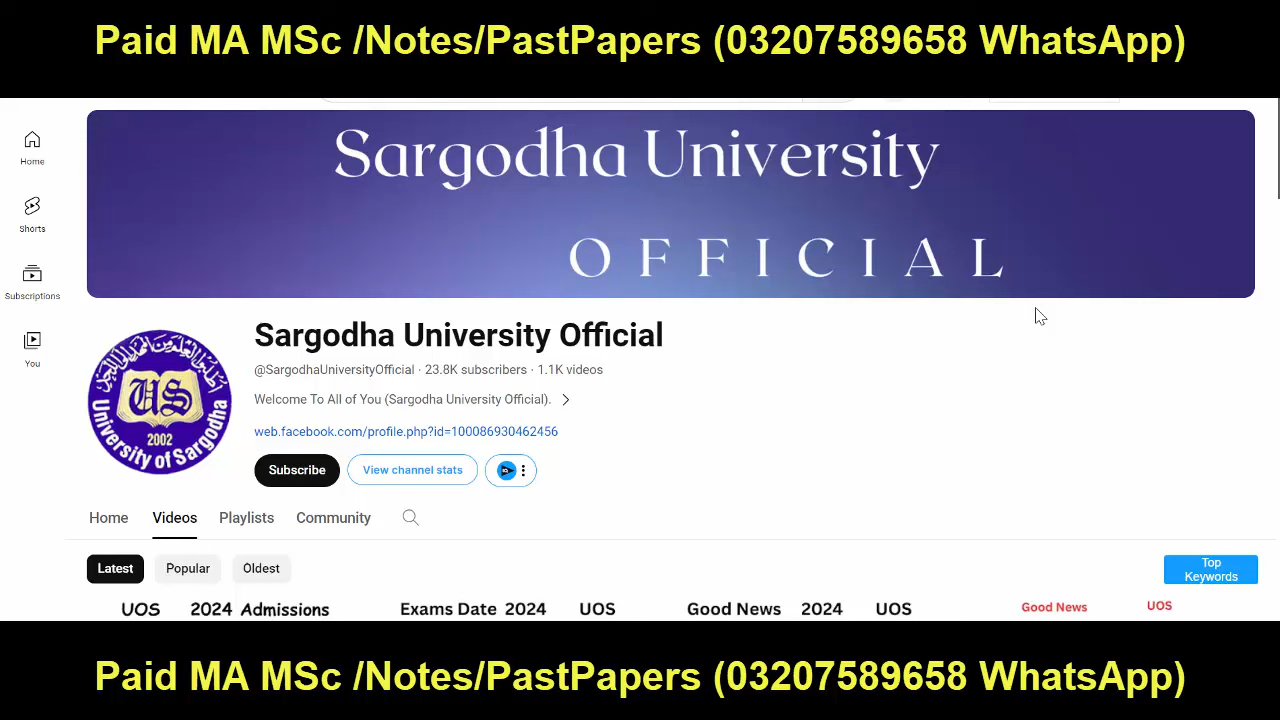 Paid MA MSc /Notes/PastPapers (03207589658 WhatsApp)
Sargodha University
OFFICIAL
Home
Shorts
Subscriptions
You
US
2002
University of Sargodha
Sargodha University Official
@SargodhaUniversityOfficial · 23.8K subscribers · 1.1K videos
Welcome To All of You (Sargodha University Official).
web.facebook.com/profile.php?id=100086930462456
Subscribe
View channel stats
Home Videos Playlists Community
Latest Popular Oldest
Top
Keywords
UOS 2024 Admissions
Exams Date 2024 UOS
Good News 2024 UOS
Good News UOS
Paid MA MSc /Notes/PastPapers (03207589658 WhatsApp)